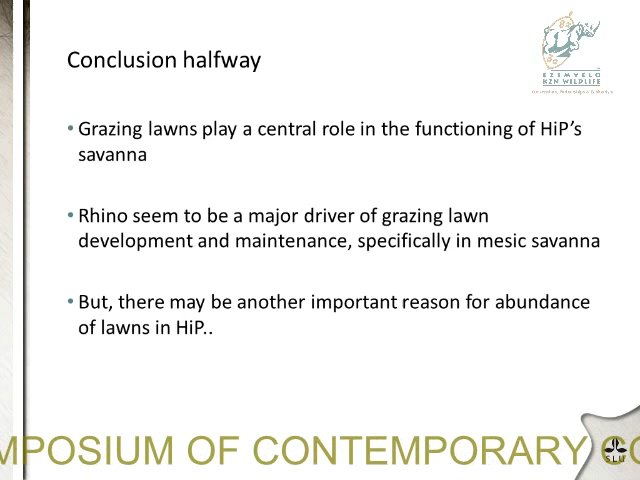 Conclusion halfway
EZEMVELO
KZN WILDLIFE
• Grazing lawns play a central role in the functioning of HiP’s
savanna
• Rhino seem to be a major driver of grazing lawn
development and maintenance, specifically in mesic savanna
• But, there may be another important reason for abundance
of lawns in HiP..
MPOSIUM OF CONTEMPORARY CO
SLU